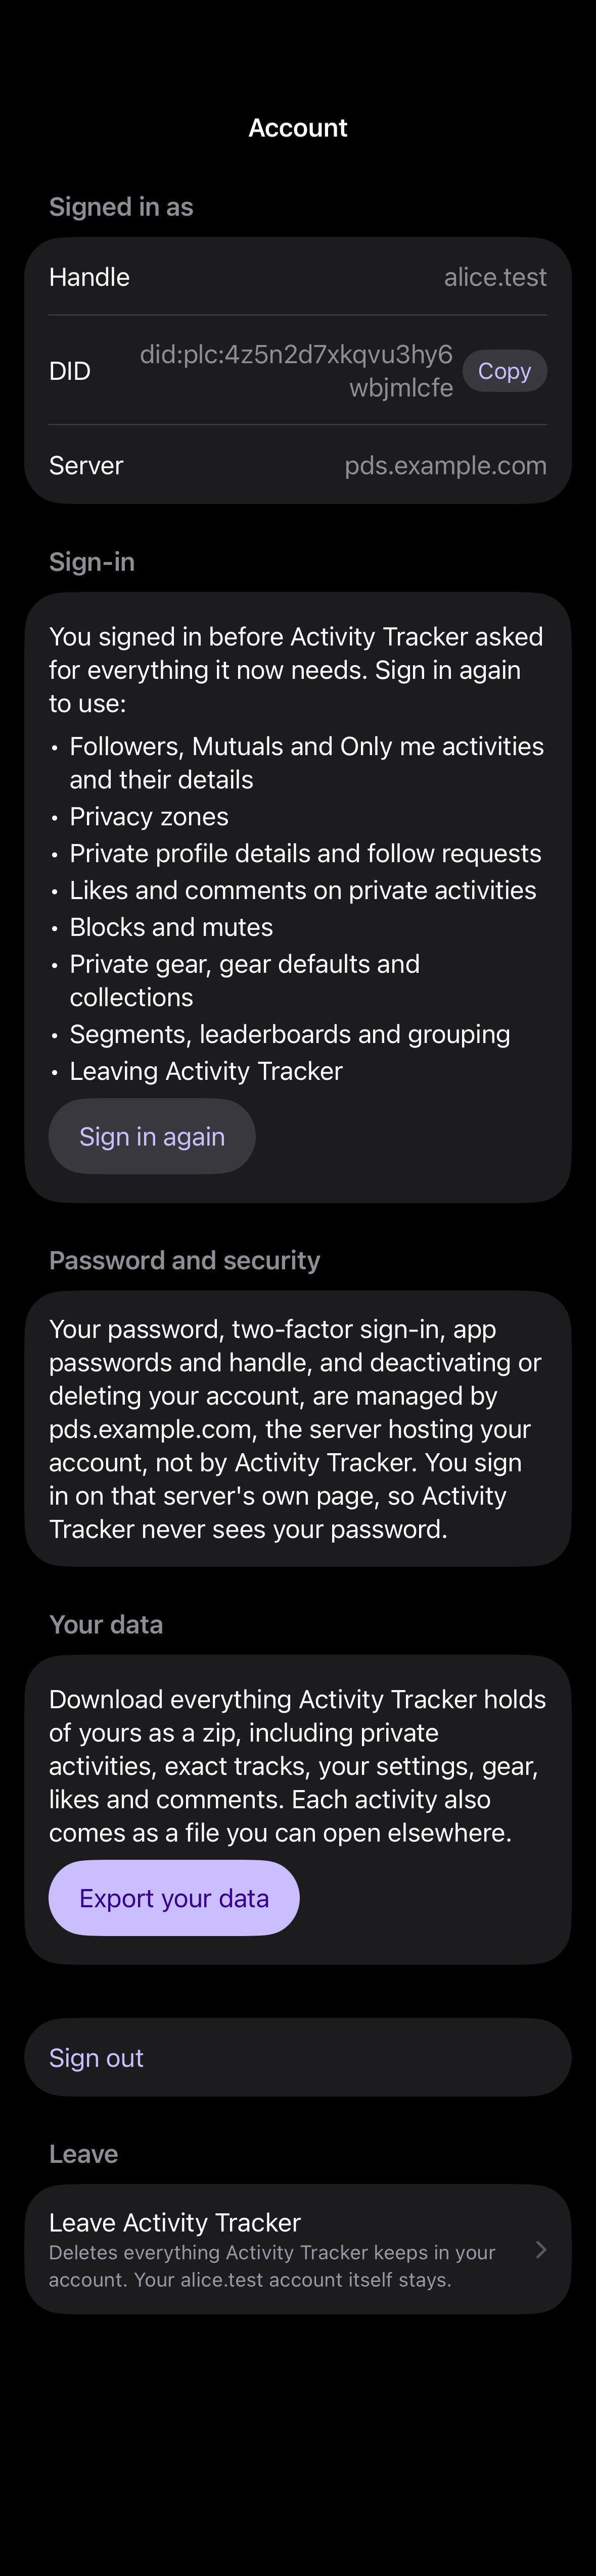 Account
Signed in as
Handle
alice.test
DID
did:plc:4z5n2d7xkqvu3hy6
wbjmlcfe
Copy
Server
pds.example.com
Sign-in
You signed in before Activity Tracker asked
for everything it now needs. Sign in again
to use:
• Followers, Mutuals and Only me activities
and their details
• Privacy zones
• Private profile details and follow requests
• Likes and comments on private activities
• Blocks and mutes
• Private gear, gear defaults and
collections
• Segments, leaderboards and grouping
• Leaving Activity Tracker
Sign in again
Password and security
Your password, two-factor sign-in, app
passwords and handle, and deactivating or
deleting your account, are managed by
pds.example.com, the server hosting your
account, not by Activity Tracker. You sign
in on that server's own page, so Activity
Tracker never sees your password.
Your data
Download everything Activity Tracker holds
of yours as a zip, including private
activities, exact tracks, your settings, gear,
likes and comments. Each activity also
comes as a file you can open elsewhere.
Export your data
Sign out
Leave
Leave Activity Tracker
Deletes everything Activity Tracker keeps in your
account. Your alice.test account itself stays.